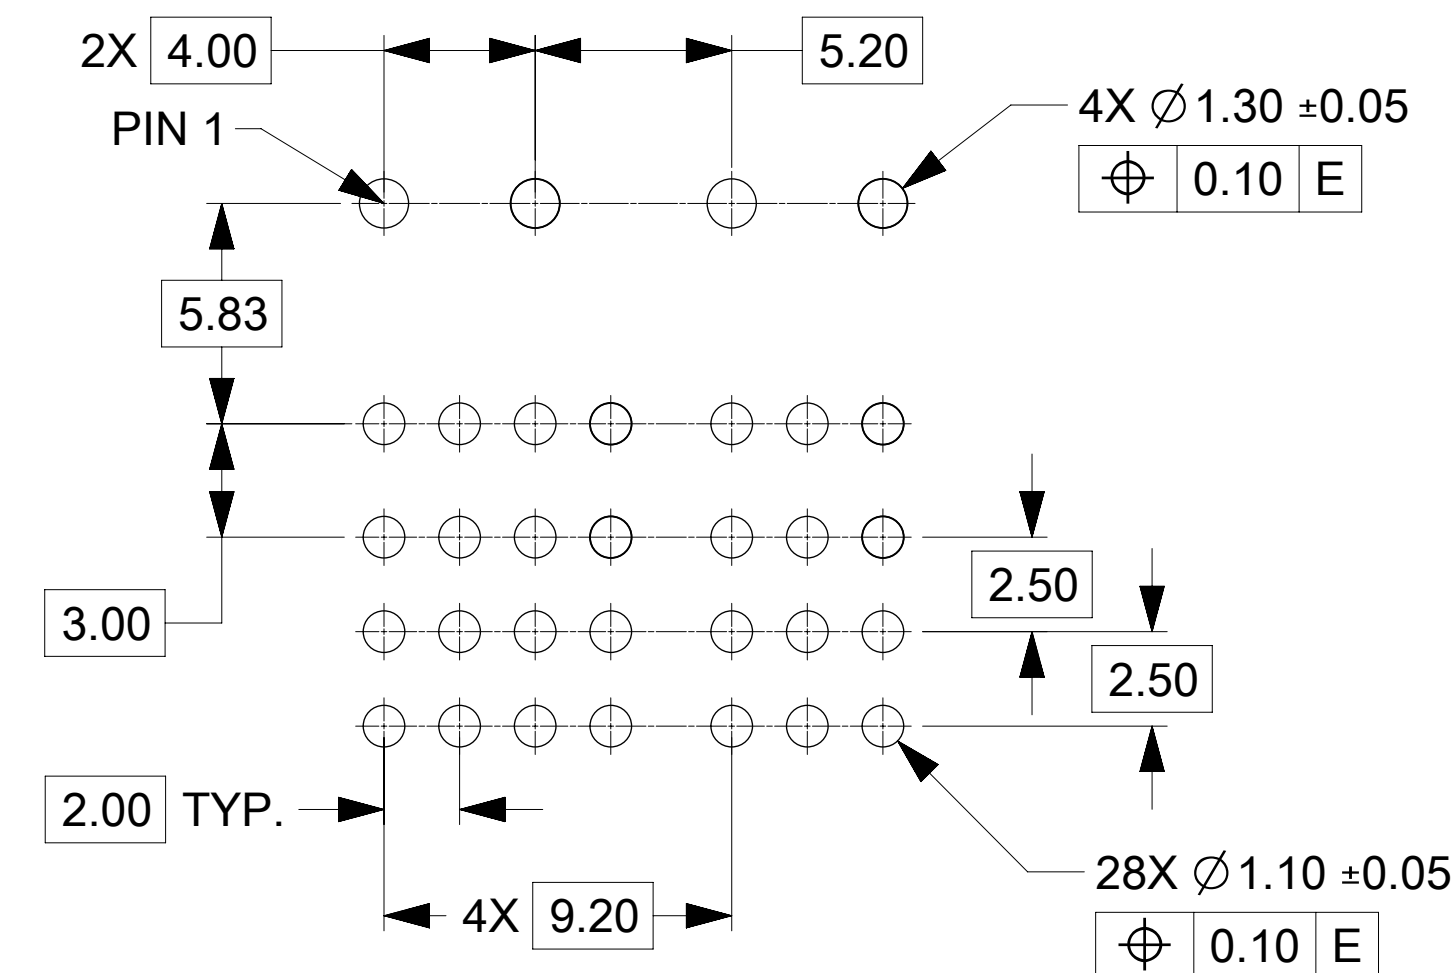 2X 4.00
5.20
4X ∅1.30 ±0.05
PIN 1
⌖ 0.10 E
5.83
2.50
3.00
2.50
2.00 TYP.
28X ∅1.10 ±0.05
4X 9.20
⌖ 0.10 E